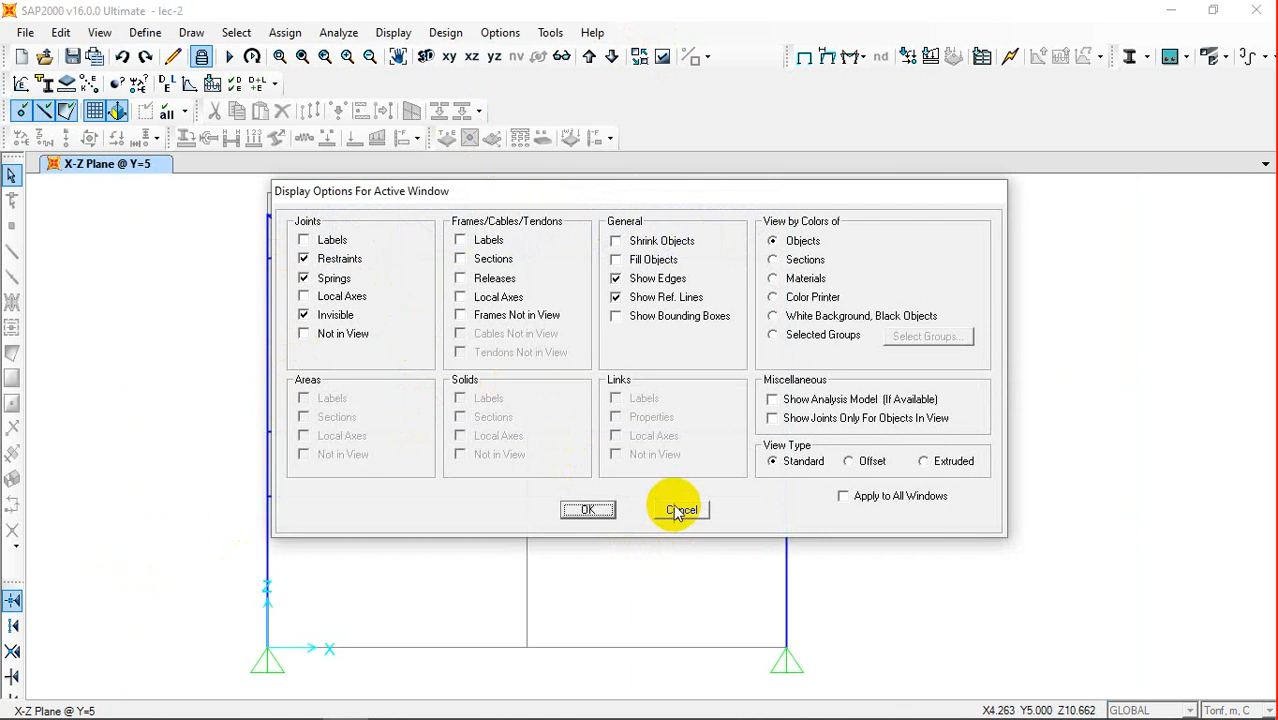 SAP2000 v16.0.0 Ultimate - lec-2
File Edit View Define Draw Select Assign Analyze Display Design Options Tools Help
3D xy xz yz nv nd
all
X-Z Plane @ Y=5
Display Options For Active Window
Joints
Labels
Restraints
Springs
Local Axes
Invisible
Not in View
Frames/Cables/Tendons
Labels
Sections
Releases
Local Axes
Frames Not in View
Cables Not in View
Tendons Not in View
General
Shrink Objects
Fill Objects
Show Edges
Show Ref. Lines
Show Bounding Boxes
View by Colors of
Objects
Sections
Materials
Color Printer
White Background, Black Objects
Selected Groups
Select Groups...
Areas
Labels
Sections
Local Axes
Not in View
Solids
Labels
Sections
Local Axes
Not in View
Links
Labels
Properties
Local Axes
Not in View
Miscellaneous
Show Analysis Model (If Available)
Show Joints Only For Objects In View
View Type
Standard Offset Extruded
Apply to All Windows
OK Cancel
Z
X
X-Z Plane @ Y=5
X4.263 Y5.000 Z10.662
GLOBAL
Tonf, m, C